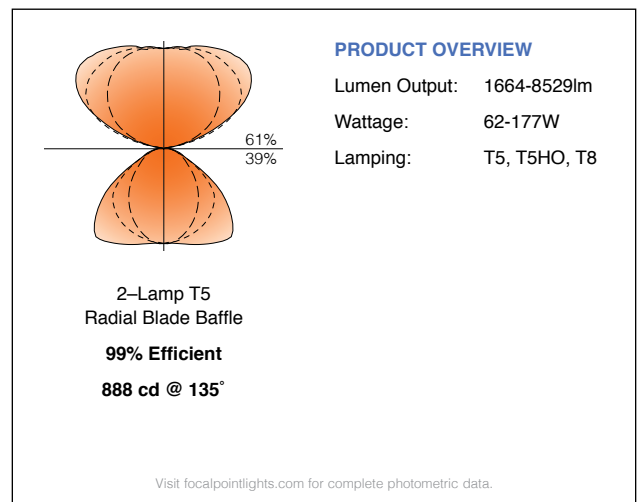 61%
39%
2–Lamp T5
Radial Blade Baffle
99% Efficient
888 cd @ 135˚
PRODUCT OVERVIEW
Lumen Output: 1664-8529lm
Wattage: 62-177W
Lamping: T5, T5HO, T8
Visit focalpointlights.com for complete photometric data.